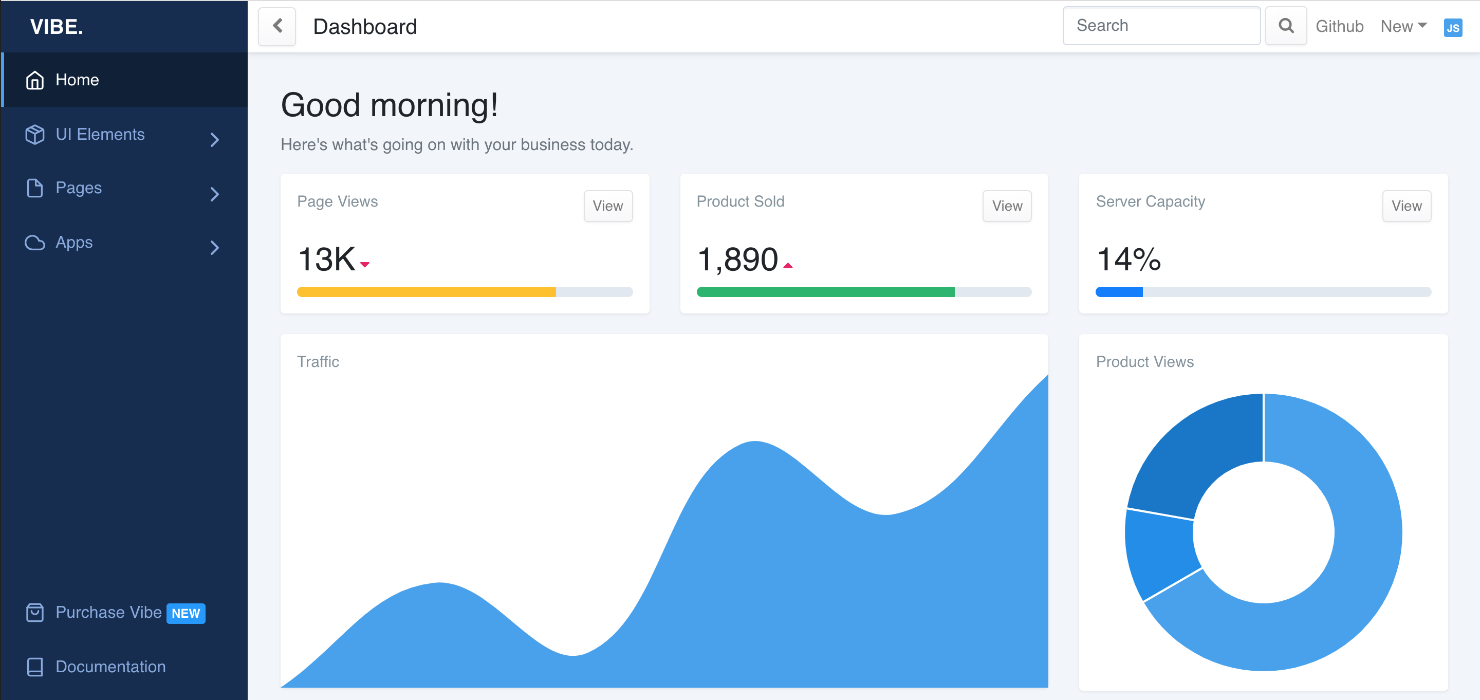 VIBE.
Dashboard
Search
Github
New
JS
Home
UI Elements
Pages
Apps
Purchase Vibe NEW
Documentation
Good morning!
Here's what's going on with your business today.
Page Views
View
13K
Product Sold
View
1,890
Server Capacity
View
14%
Traffic
Product Views